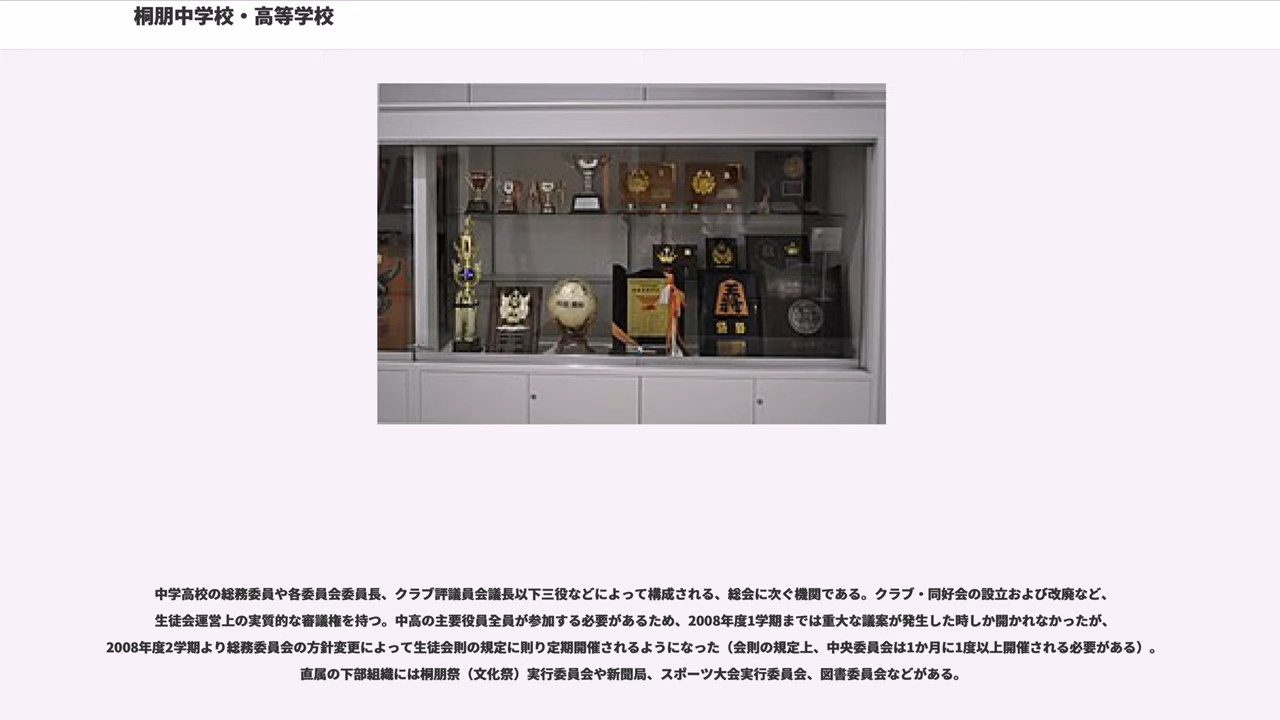 桐朋中学校・高等学校
中学高校の総務委員や各委員会委員長、クラブ評議員会議長以下三役などによって構成される、総会に次ぐ機関である。クラブ・同好会の設立および改廃など、
生徒会運営上の実質的な審議権を持つ。中高の主要役員全員が参加する必要があるため、2008年度1学期までは重大な議案が発生した時しか開かれなかったが、
2008年度2学期より総務委員会の方針変更によって生徒会則の規定に則り定期開催されるようになった（会則の規定上、中央委員会は1か月に1度以上開催される必要がある）。
直属の下部組織には桐朋祭（文化祭）実行委員会や新聞局、スポーツ大会実行委員会、図書委員会などがある。